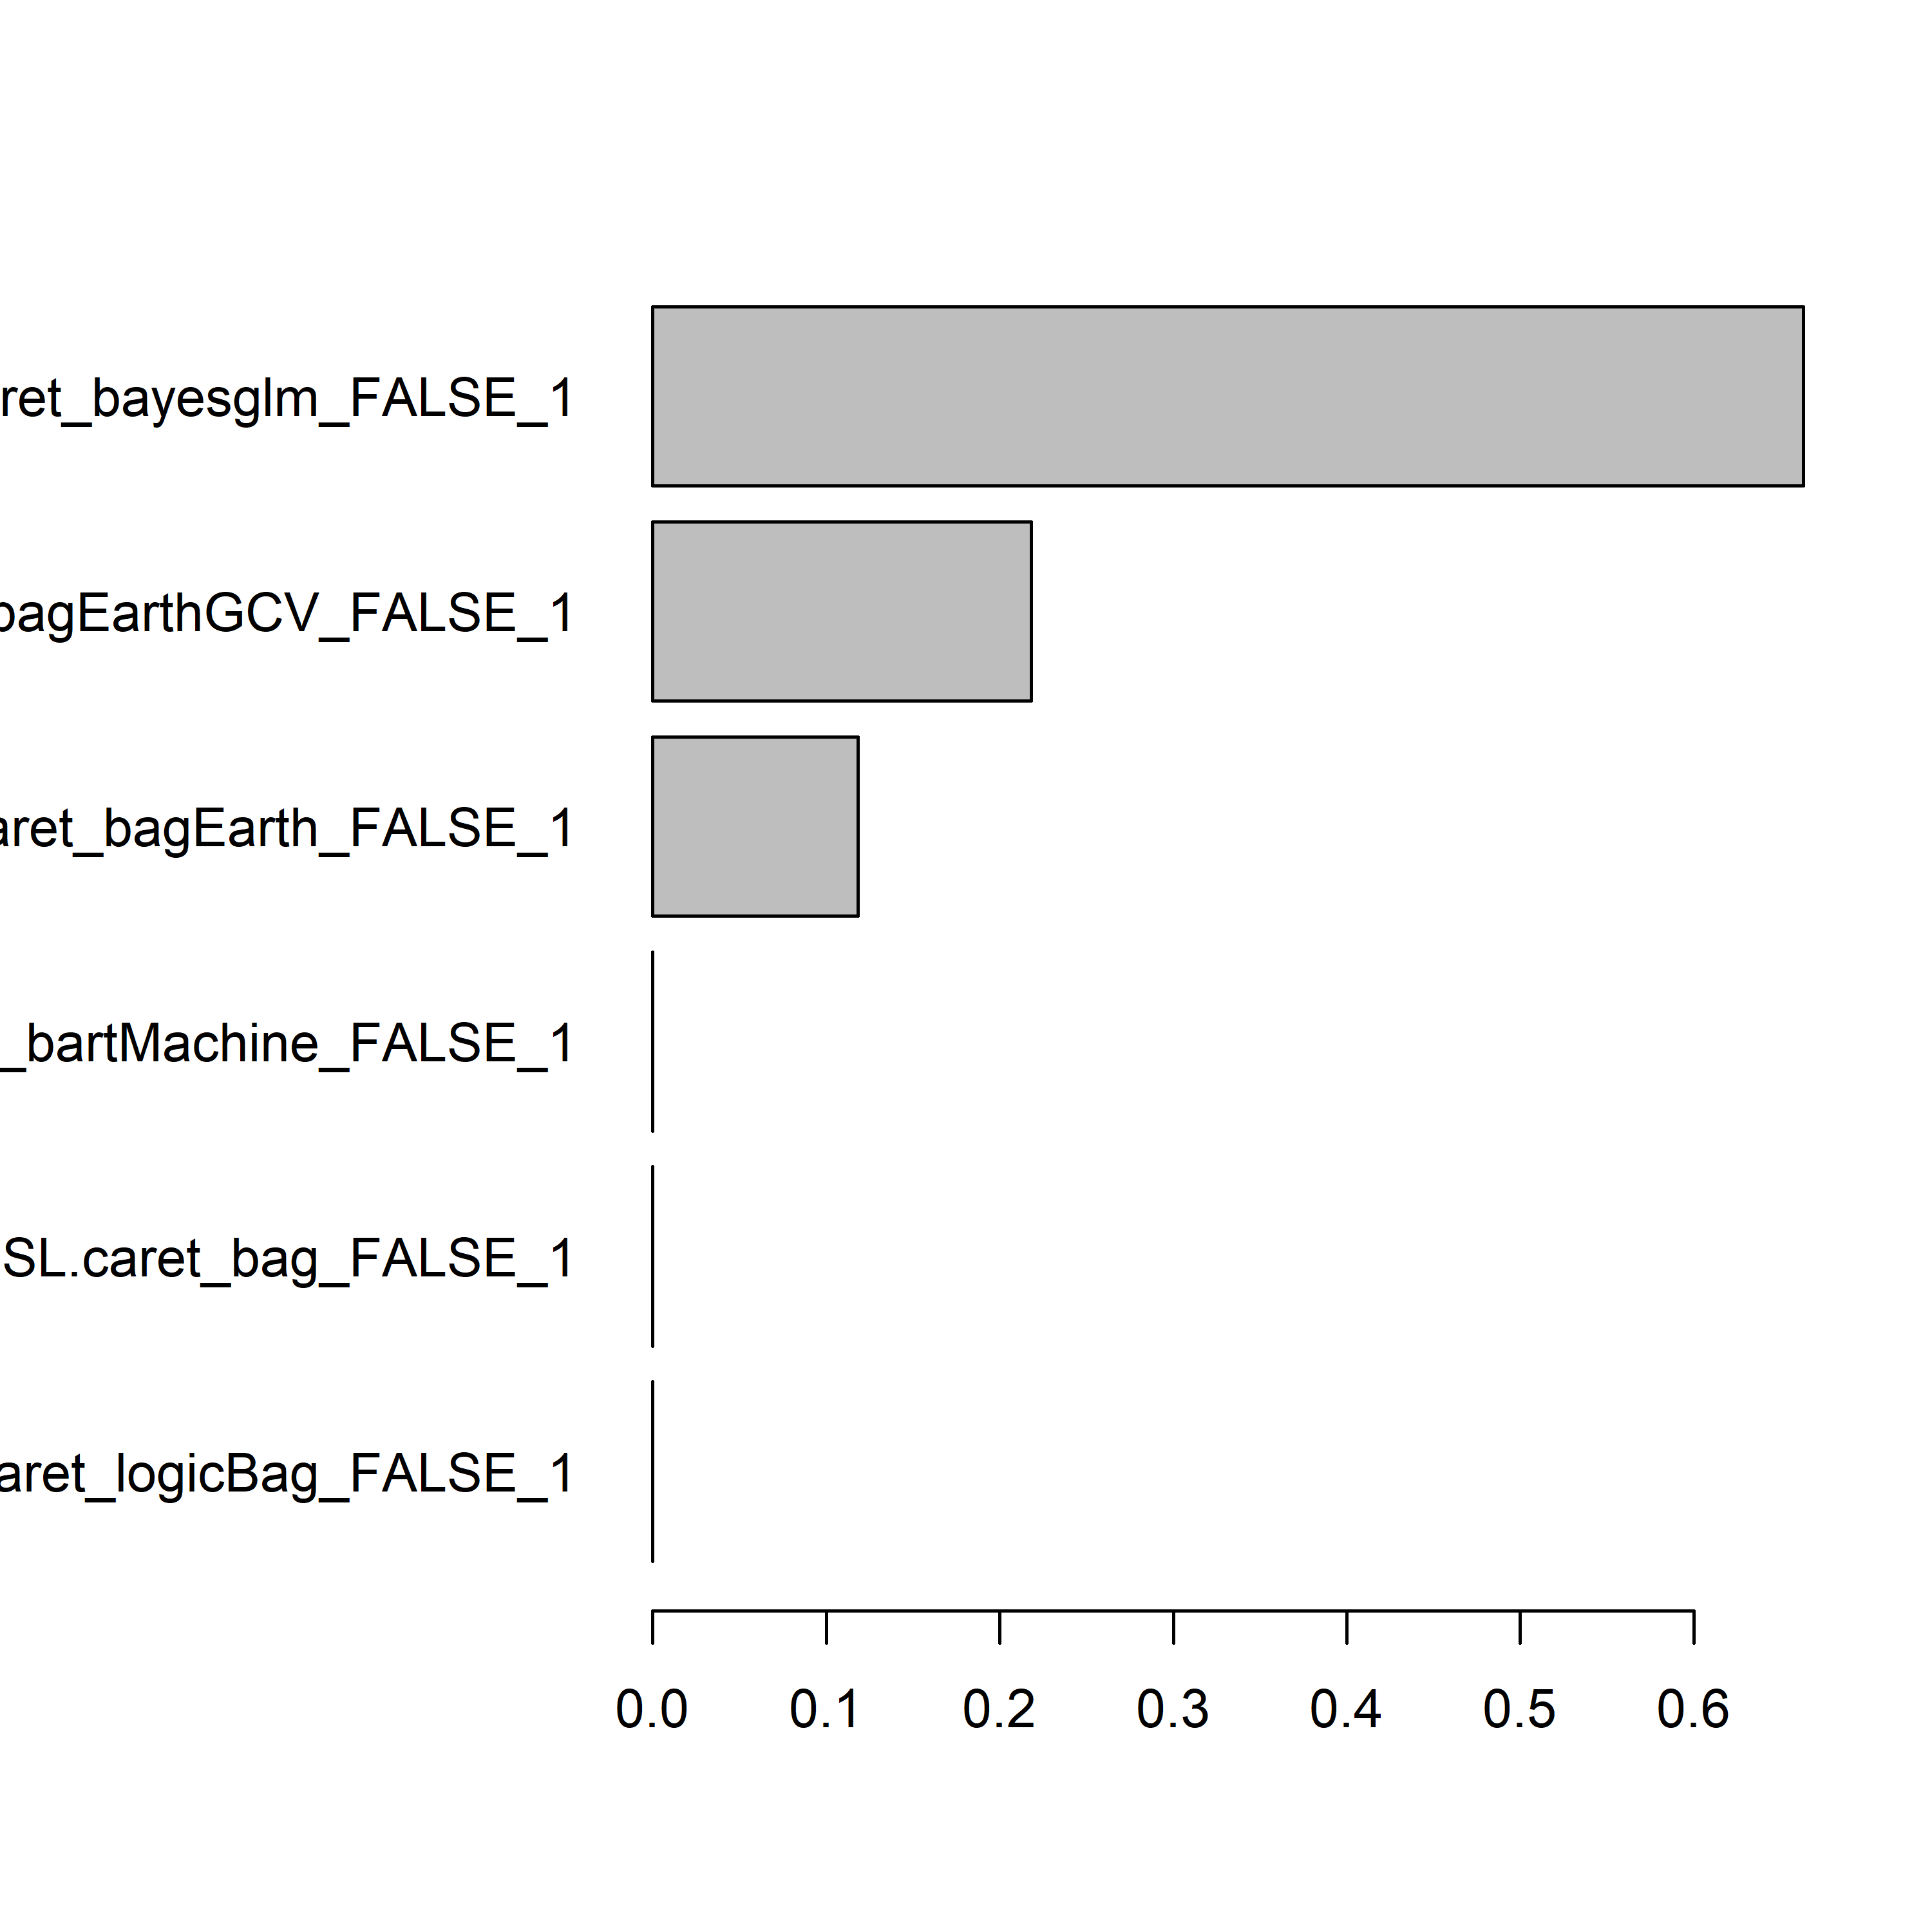 ret_bayesglm_FALSE_1
bagEarthGCV_FALSE_1
aret_bagEarth_FALSE_1
_bartMachine_FALSE_1
SL.caret_bag_FALSE_1
aret_logicBag_FALSE_1
0.0 0.1 0.2 0.3 0.4 0.5 0.6